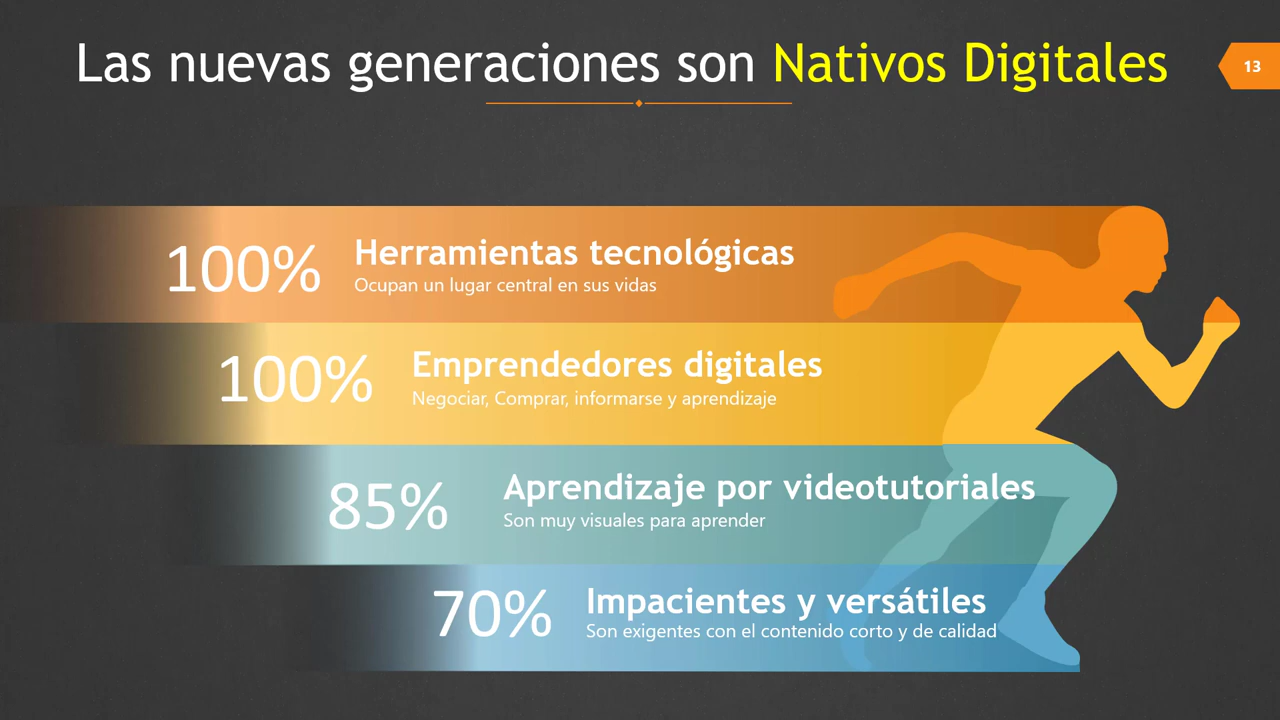 Las nuevas generaciones son Nativos Digitales
13
100%
Herramientas tecnológicas
Ocupan un lugar central en sus vidas
100%
Emprendedores digitales
Negociar, Comprar, informarse y aprendizaje
85%
Aprendizaje por videotutoriales
Son muy visuales para aprender
70%
Impacientes y versátiles
Son exigentes con el contenido corto y de calidad